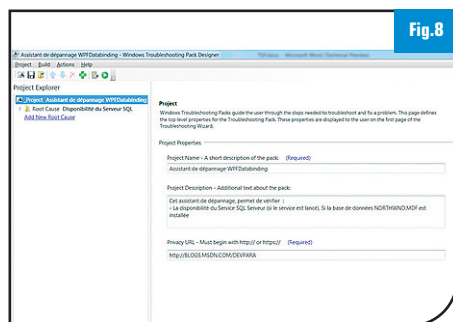 Fig.8
Assistant de dépannage WPFDatabinding - Windows Troubleshooting Pack Designer
Project Build Actions Help
Project Explorer
Project Assistant de dépannage WPFDatabinding
Root Cause Disponibilité du Serveur SQL
Add New Root Cause
Project
Windows Troubleshooting Packs guide the user through the steps needed to troubleshoot and fix a problem. This page defines
the top level properties for the Troubleshooting Pack. These properties are displayed to the user on the first page of the
Troubleshooting Wizard.
Project Properties
Project Name - A short description of the pack: (Required)
Assistant de dépannage WPFDatabinding
Project Description - Additional text about the pack:
Cet assistant de dépannage, permet de vérifier :
- La disponibilité du Service SQL Serveur (si le service est lancé). Si la base de données NORTHWIND.MDF est
installée
Privacy URL - Must begin with http:// or https:// (Required)
http://BLOGS.MSDN.COM/DEVPARA